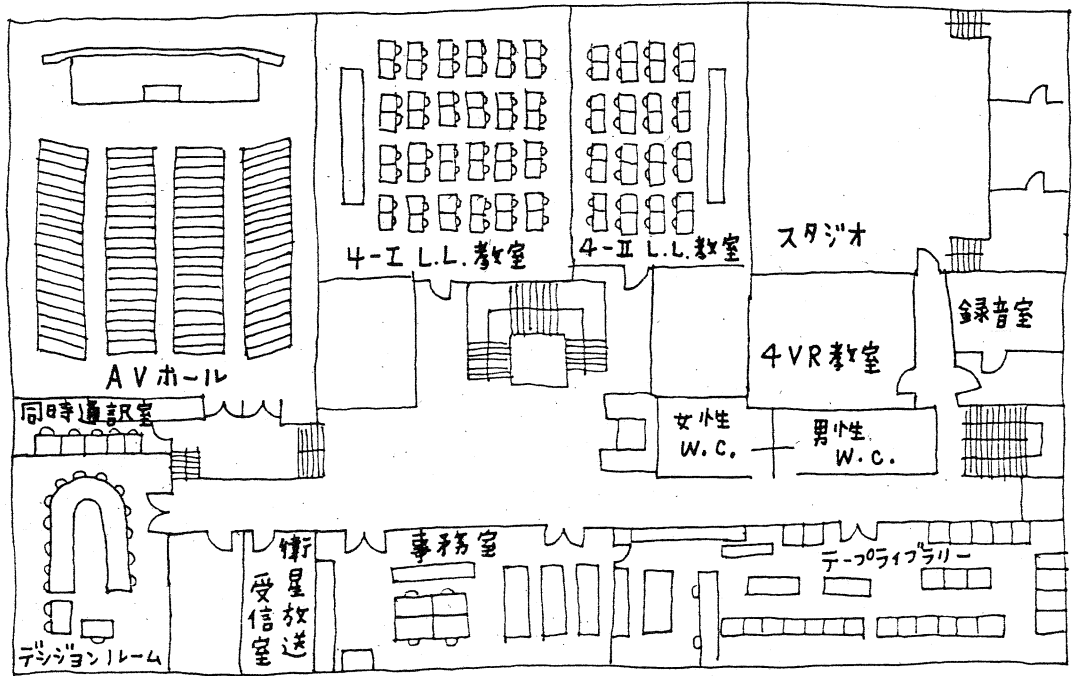 4-I L.L.教室
4-II L.L.教室
スタジオ
録音室
4VR教室
AVホール
同時通訳室
女性
W.C.
男性
W.C.
衛星放送
受信室
事務室
テープライブラリー
デシジョンルーム